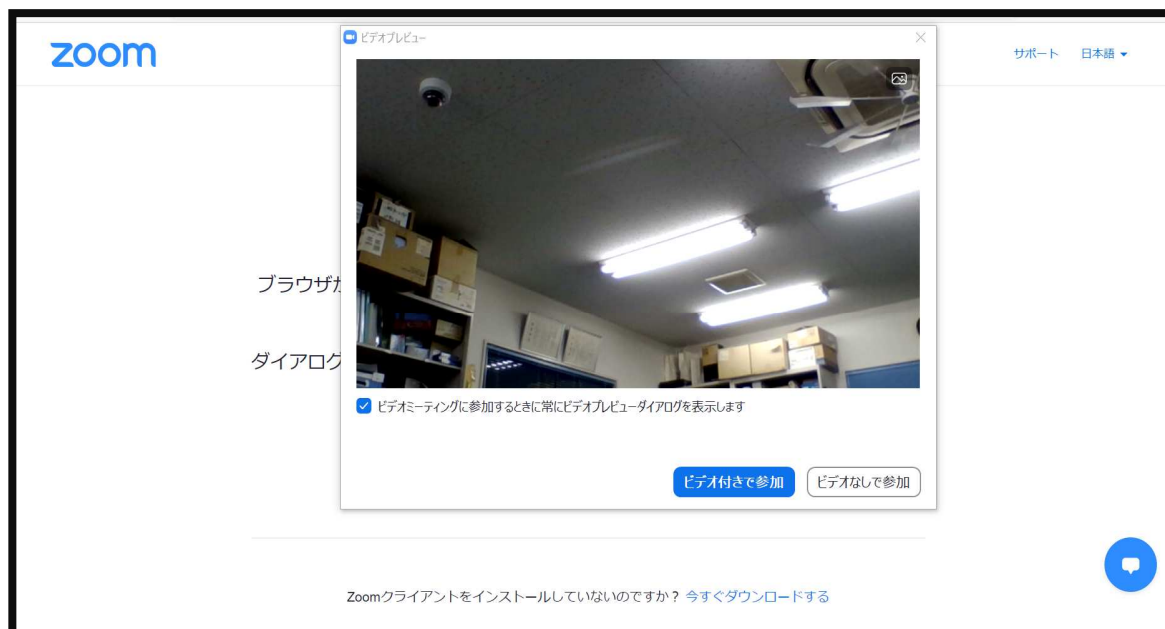 zoom
ビデオプレビュー
サポート 日本語
ブラウザが
ダイアログ
ビデオミーティングに参加するときに常にビデオプレビューダイアログを表示します
ビデオ付きで参加 ビデオなしで参加
Zoomクライアントをインストールしていないのですか？ 今すぐダウンロードする